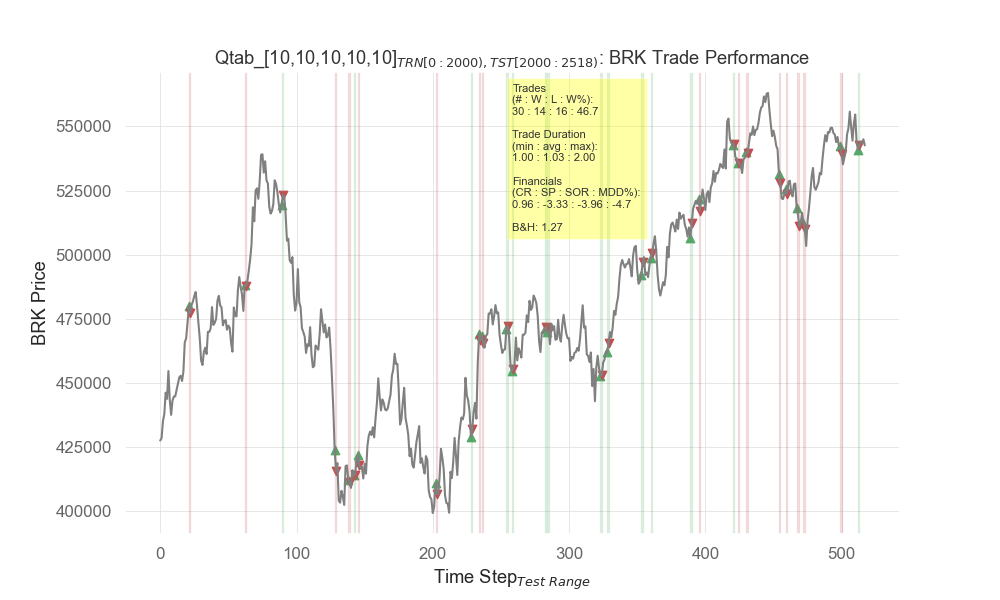 Qtab_[10,10,10,10,10]TRN[0 : 2000), TST[2000 : 2518): BRK Trade Performance
Trades
(# : W : L : W%):
30 : 14 : 16 : 46.7
Trade Duration
(min : avg : max):
1.00 : 1.03 : 2.00
Financials
(CR : SP : SOR : MDD%):
0.96 : -3.33 : -3.96 : -4.7
B&H: 1.27
BRK Price
550000
525000
500000
475000
450000
425000
400000
0 100 200 300 400 500
Time StepTest Range